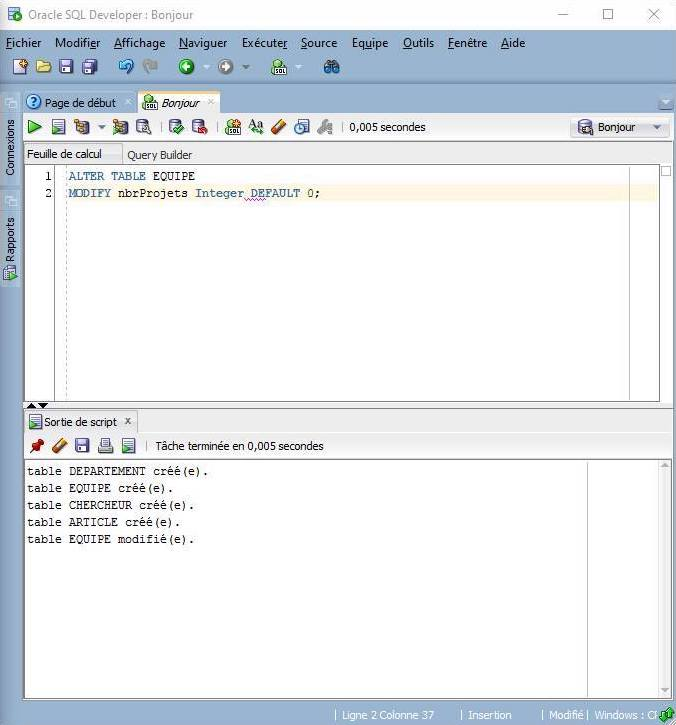 Oracle SQL Developer : Bonjour
Fichier Modifier Affichage Naviguer Exécuter Source Equipe Outils Fenêtre Aide
SQL
Page de début Bonjour
0,005 secondes Bonjour
Connexions
Rapports
Feuille de calcul Query Builder
1 ALTER TABLE EQUIPE
2 MODIFY nbrProjets Integer DEFAULT 0;
Sortie de script
Tâche terminée en 0,005 secondes
table DEPARTEMENT créé(e).
table EQUIPE créé(e).
table CHERCHEUR créé(e).
table ARTICLE créé(e).
table EQUIPE modifié(e).
Ligne 2 Colonne 37 Insertion Modifié Windows :